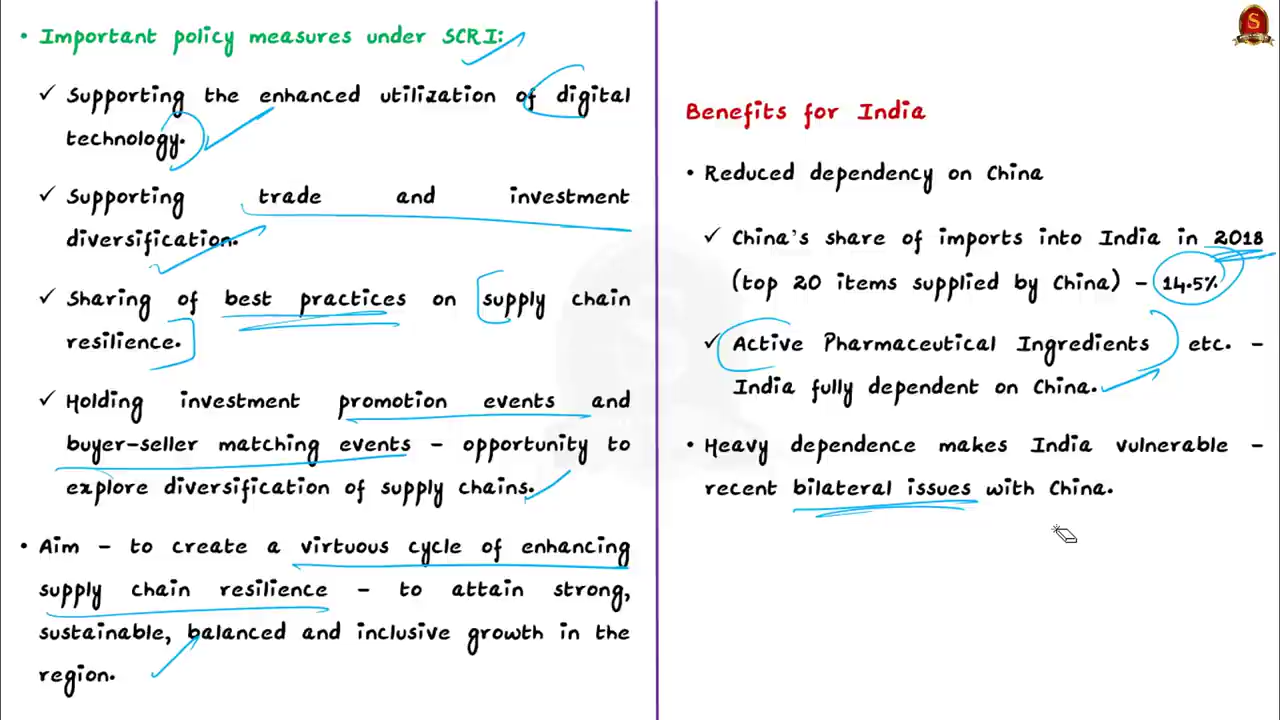 • Important policy measures under SCRI:
✓ Supporting the enhanced utilization of digital
technology.
✓ Supporting trade and investment
diversification.
✓ Sharing of best practices on supply chain
resilience.
✓ Holding investment promotion events and
buyer-seller matching events – opportunity to
explore diversification of supply chains.
• Aim – to create a virtuous cycle of enhancing
supply chain resilience – to attain strong,
sustainable, balanced and inclusive growth in the
region.
S
Benefits for India
• Reduced dependency on China
✓ China's share of imports into India in 2018
(top 20 items supplied by China) – 14.5%
✓ Active Pharmaceutical Ingredients etc. –
India fully dependent on China.
• Heavy dependence makes India vulnerable –
recent bilateral issues with China.